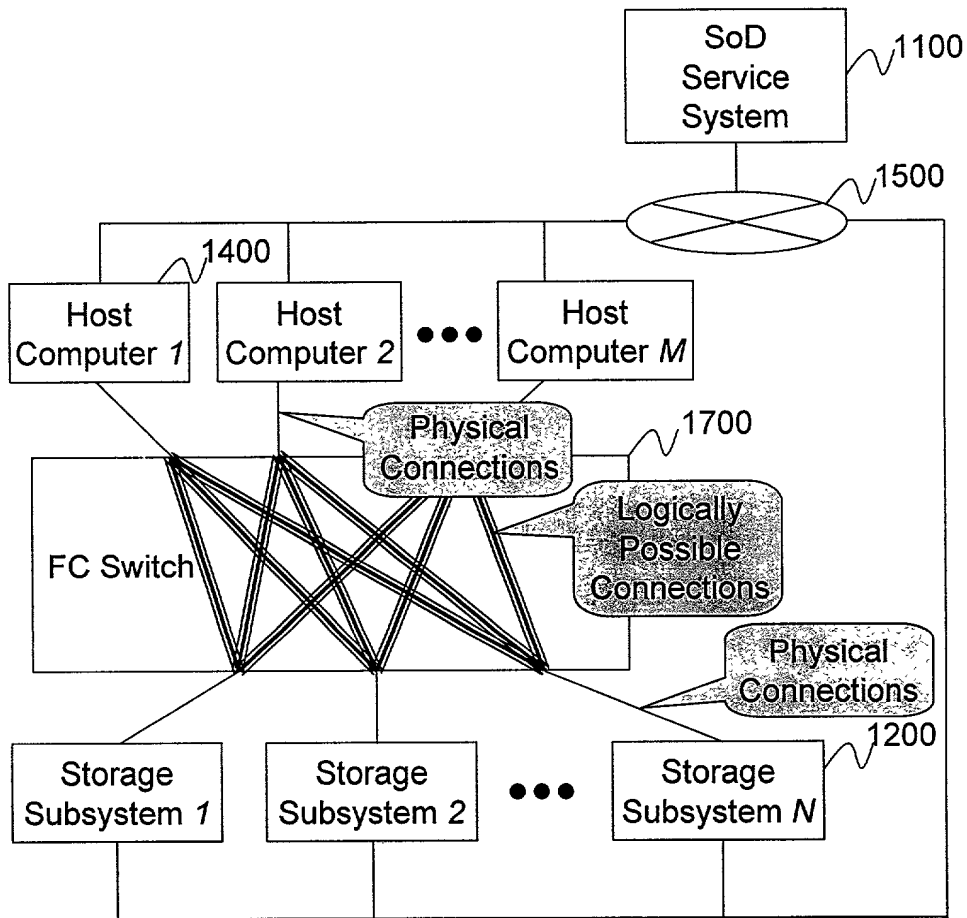 SoD
Service
System
1100
1500
1400
Host
Computer 1
Host
Computer 2
Host
Computer M
Physical
Connections
1700
FC Switch
Logically
Possible
Connections
Physical
Connections
1200
Storage
Subsystem 1
Storage
Subsystem 2
Storage
Subsystem N